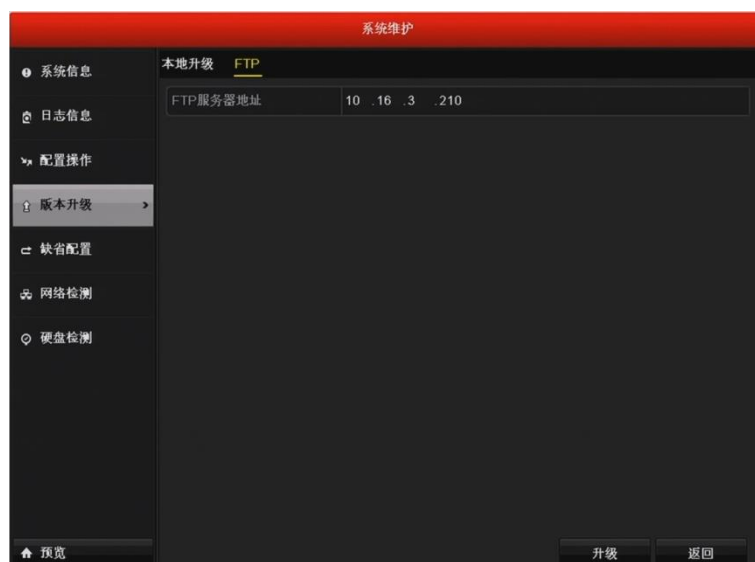 系统维护
系统信息
日志信息
配置操作
版本升级
缺省配置
网络检测
硬盘检测
预览
本地升级 FTP
FTP服务器地址 10 .16 .3 .210
升级 返回